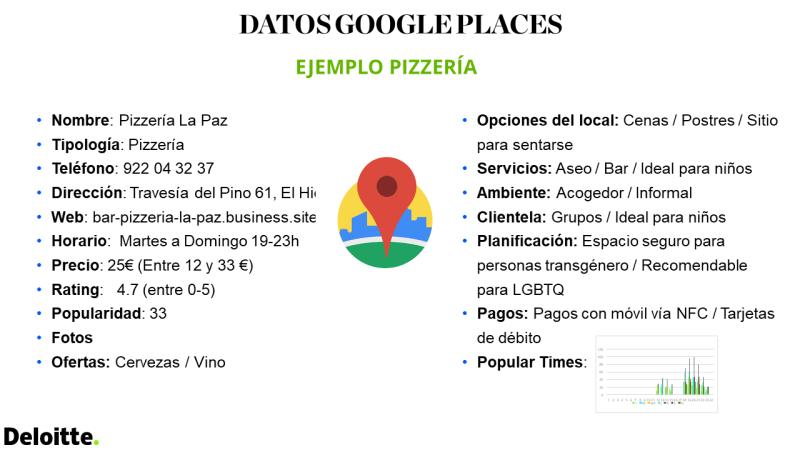 DATOS GOOGLE PLACES
EJEMPLO PIZZERÍA
• Nombre: Pizzería La Paz
• Tipología: Pizzería
• Teléfono: 922 04 32 37
• Dirección: Travesía del Pino 61, El
• Web: bar-pizzeria-la-paz.business.site
• Horario: Martes a Domingo 19-23h
• Precio: 25€ (Entre 12 y 33 €)
• Rating: 4.7 (entre 0-5)
• Popularidad: 33
• Fotos
• Ofertas: Cervezas / Vino
• Opciones del local: Cenas / Postres / Sitio
para sentarse
• Servicios: Aseo / Bar / Ideal para niños
• Ambiente: Acogedor / Informal
• Clientela: Grupos / Ideal para niños
• Planificación: Espacio seguro para
personas transgénero / Recomendable
para LGBTQ
• Pagos: Pagos con móvil vía NFC / Tarjetas
de débito
• Popular Times:
Deloitte.